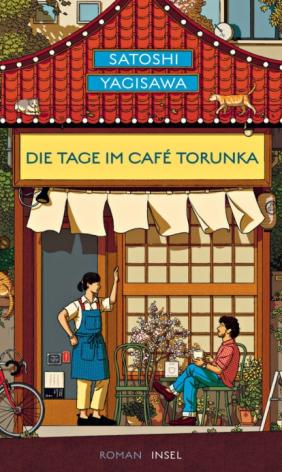 SATOSHI
YAGISAWA
DIE TAGE IM CAFÉ TORUNKA
ROMAN INSEL